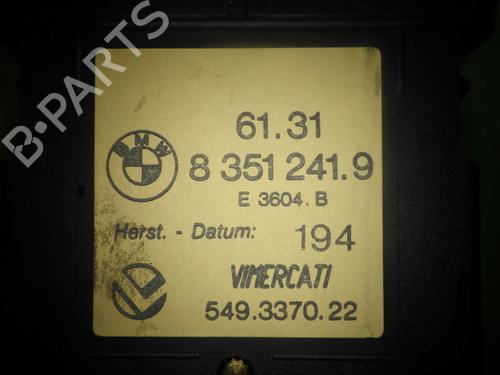 B-PARTS
BMW
61.31
8 351 241.9
E 3604.B
Herst. - Datum: 194
VIMERCATI
549.3370.22